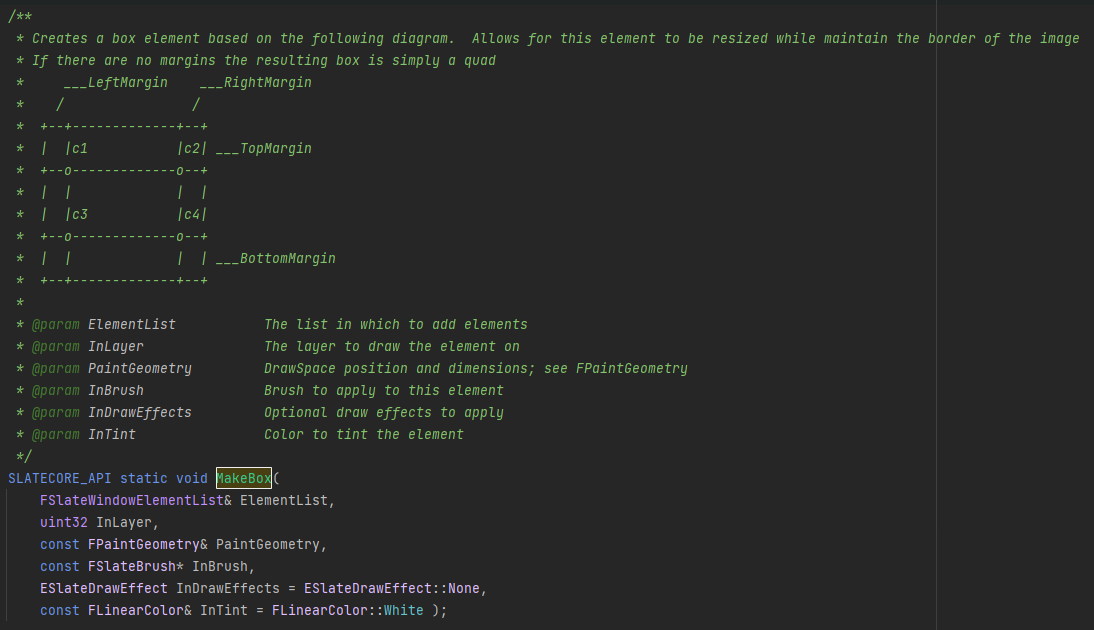 /**
 * Creates a box element based on the following diagram.  Allows for this element to be resized while maintain the border of the image
 * If there are no margins the resulting box is simply a quad
 *     ___LeftMargin    ___RightMargin
 *    /                /
 *  +--+-------------+--+
 *  |  |c1           |c2| ___TopMargin
 *  +--o-------------o--+
 *  |  |             |  |
 *  |  |c3           |c4|
 *  +--o-------------o--+
 *  |  |             |  | ___BottomMargin
 *  +--+-------------+--+
 *
 * @param ElementList           The list in which to add elements
 * @param InLayer               The layer to draw the element on
 * @param PaintGeometry         DrawSpace position and dimensions; see FPaintGeometry
 * @param InBrush               Brush to apply to this element
 * @param InDrawEffects         Optional draw effects to apply
 * @param InTint                Color to tint the element
 */
SLATECORE_API static void MakeBox(
    FSlateWindowElementList& ElementList,
    uint32 InLayer,
    const FPaintGeometry& PaintGeometry,
    const FSlateBrush* InBrush,
    ESlateDrawEffect InDrawEffects = ESlateDrawEffect::None,
    const FLinearColor& InTint = FLinearColor::White );